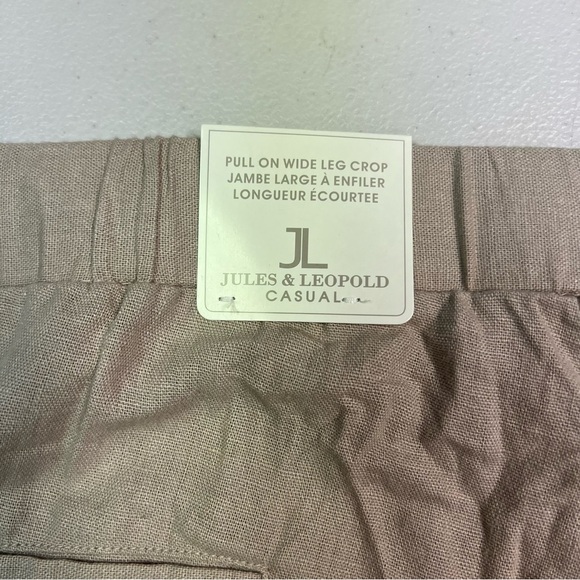 PULL ON WIDE LEG CROP
JAMBE LARGE À ENFILER
LONGUEUR ÉCOURTEE
JL
JULES & LEOPOLD
CASUAL